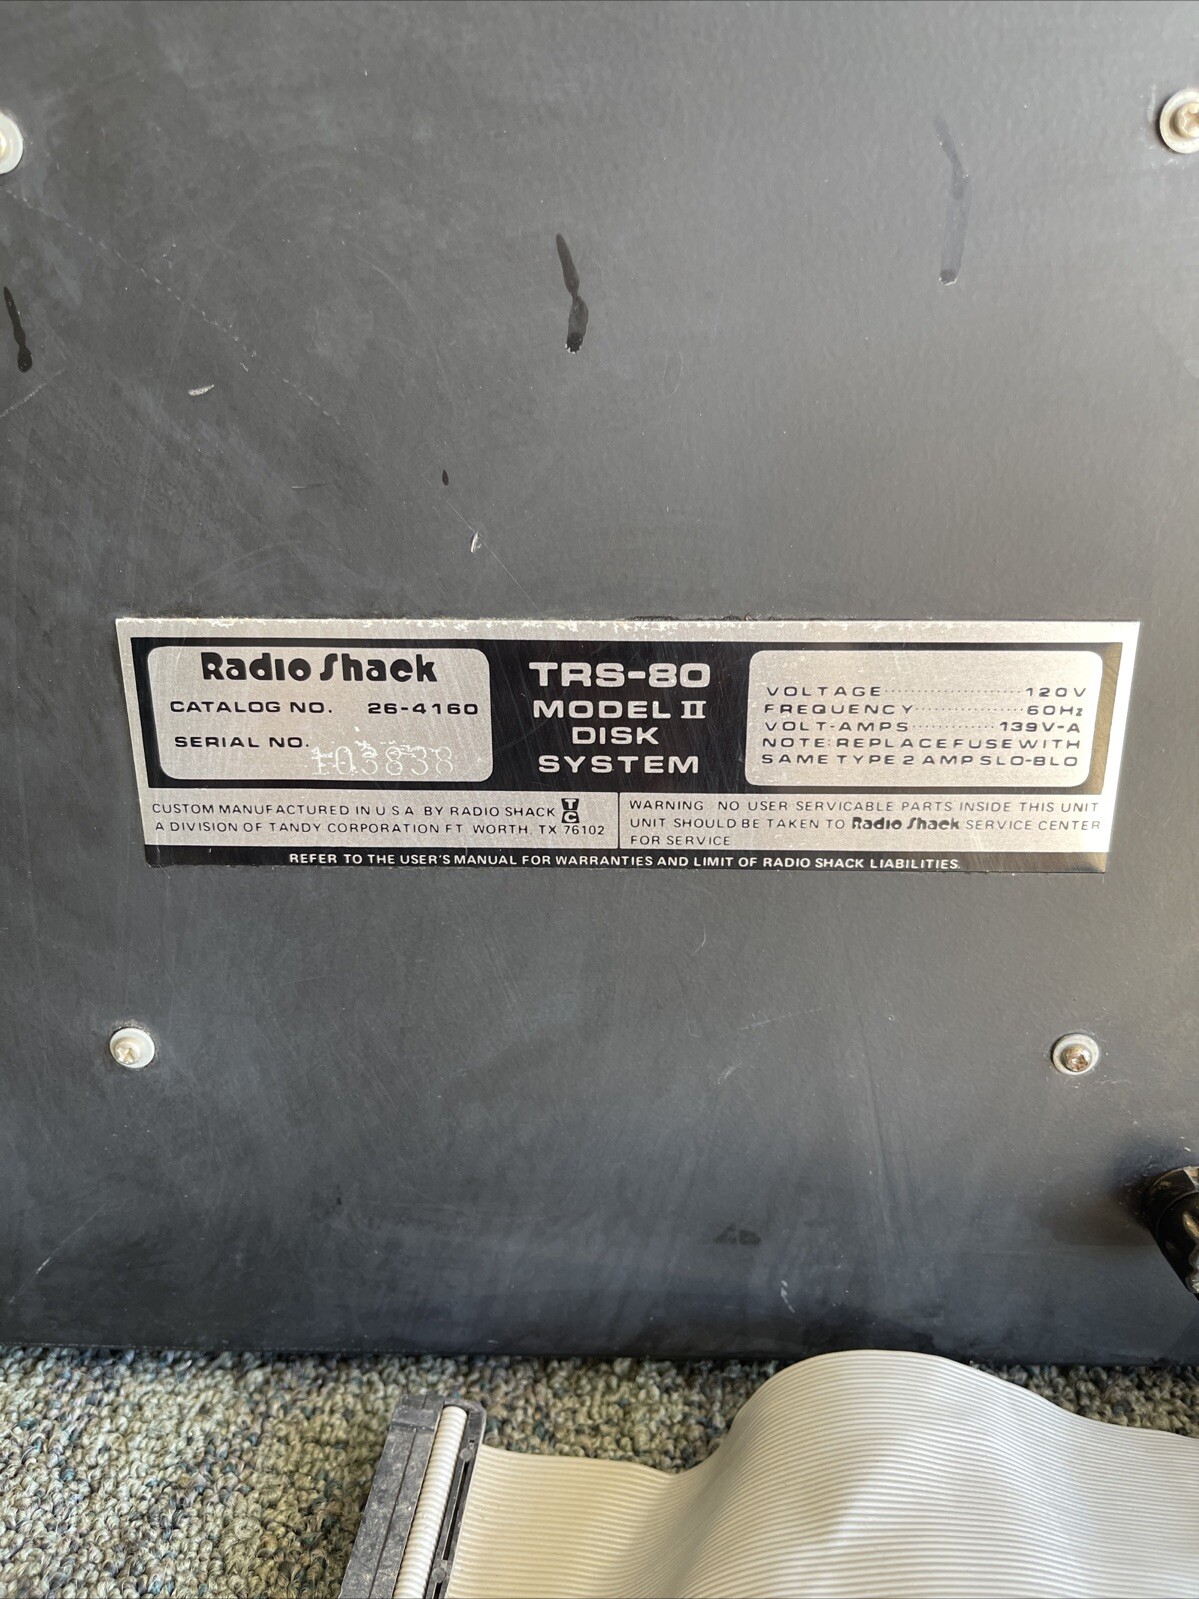 Radio Shack
CATALOG NO. 26-4160
SERIAL NO. 103838
TRS-80
MODEL II
DISK
SYSTEM
VOLTAGE····················120V
FREQUENCY················60Hz
VOLT-AMPS············139V-A
NOTE: REPLACE FUSE WITH
SAME TYPE 2 AMP SLO-BLO
CUSTOM MANUFACTURED IN U S A BY RADIO SHACK TC
A DIVISION OF TANDY CORPORATION FT WORTH, TX 76102
WARNING NO USER SERVICABLE PARTS INSIDE THIS UNIT
UNIT SHOULD BE TAKEN TO Radio Shack SERVICE CENTER
FOR SERVICE
REFER TO THE USER'S MANUAL FOR WARRANTIES AND LIMIT OF RADIO SHACK LIABILITIES.